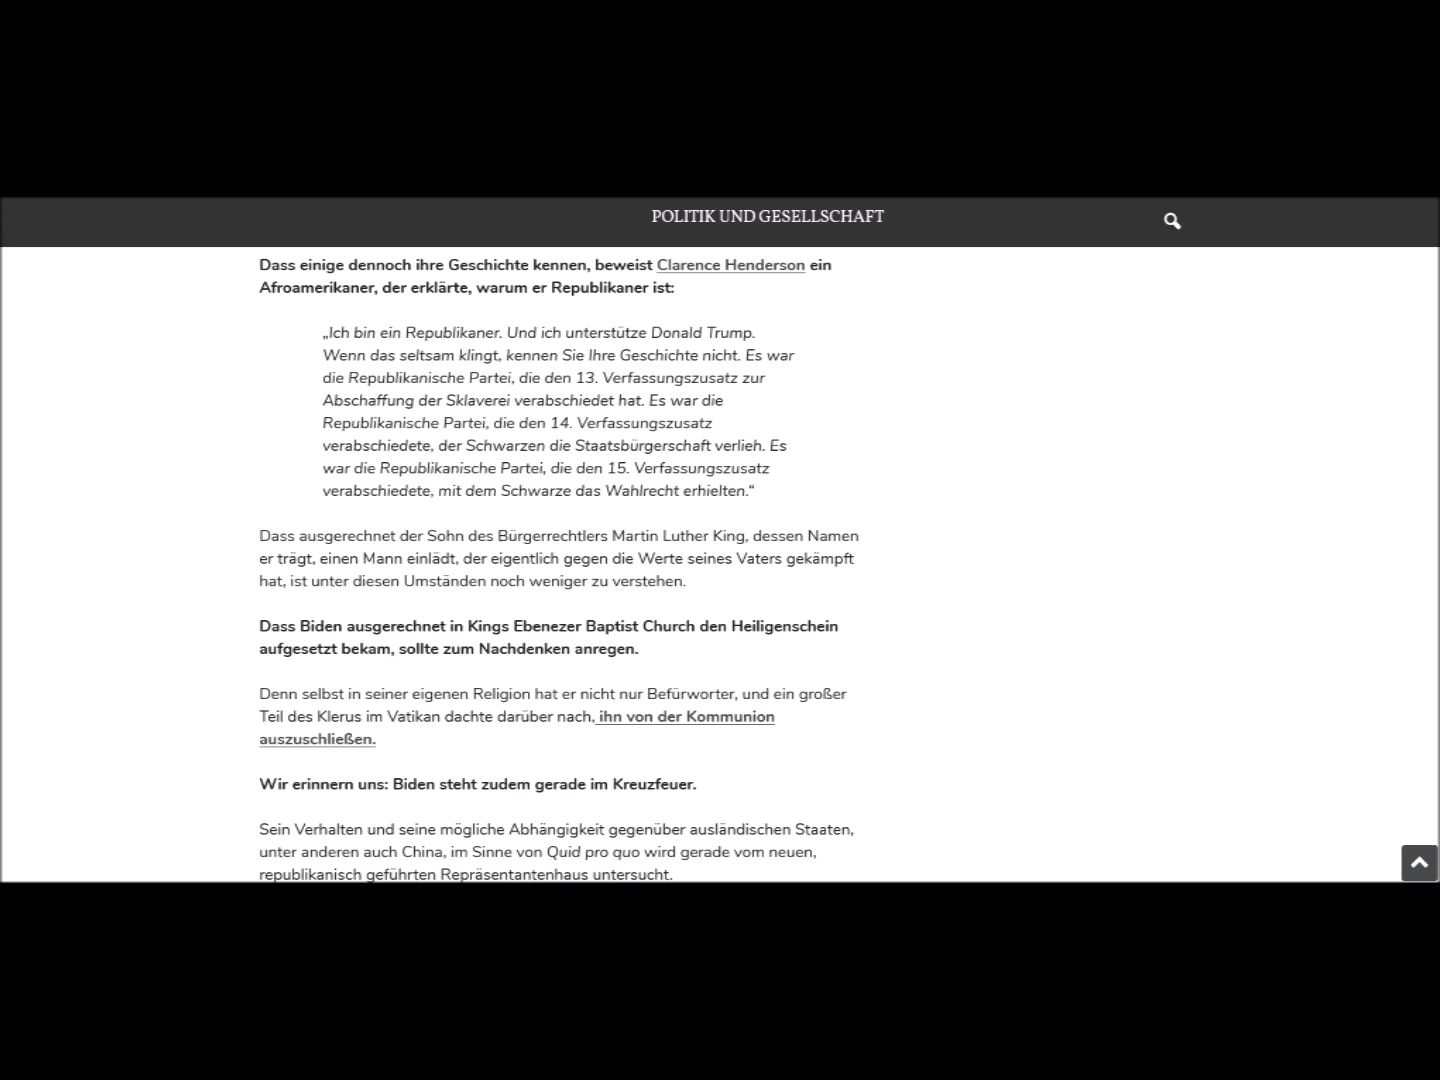 POLITIK UND GESELLSCHAFT
Dass einige dennoch ihre Geschichte kennen, beweist Clarence Henderson ein
Afroamerikaner, der erklärte, warum er Republikaner ist:
„Ich bin ein Republikaner. Und ich unterstütze Donald Trump.
Wenn das seltsam klingt, kennen Sie Ihre Geschichte nicht. Es war
die Republikanische Partei, die den 13. Verfassungszusatz zur
Abschaffung der Sklaverei verabschiedet hat. Es war die
Republikanische Partei, die den 14. Verfassungszusatz
verabschiedete, der Schwarzen die Staatsbürgerschaft verlieh. Es
war die Republikanische Partei, die den 15. Verfassungszusatz
verabschiedete, mit dem Schwarze das Wahlrecht erhielten.“
Dass ausgerechnet der Sohn des Bürgerrechtlers Martin Luther King, dessen Namen
er trägt, einen Mann einlädt, der eigentlich gegen die Werte seines Vaters gekämpft
hat, ist unter diesen Umständen noch weniger zu verstehen.
Dass Biden ausgerechnet in Kings Ebenezer Baptist Church den Heiligenschein
aufgesetzt bekam, sollte zum Nachdenken anregen.
Denn selbst in seiner eigenen Religion hat er nicht nur Befürworter, und ein großer
Teil des Klerus im Vatikan dachte darüber nach, ihn von der Kommunion
auszuschließen.
Wir erinnern uns: Biden steht zudem gerade im Kreuzfeuer.
Sein Verhalten und seine mögliche Abhängigkeit gegenüber ausländischen Staaten,
unter anderen auch China, im Sinne von Quid pro quo wird gerade vom neuen,
republikanisch geführten Repräsentantenhaus untersucht.